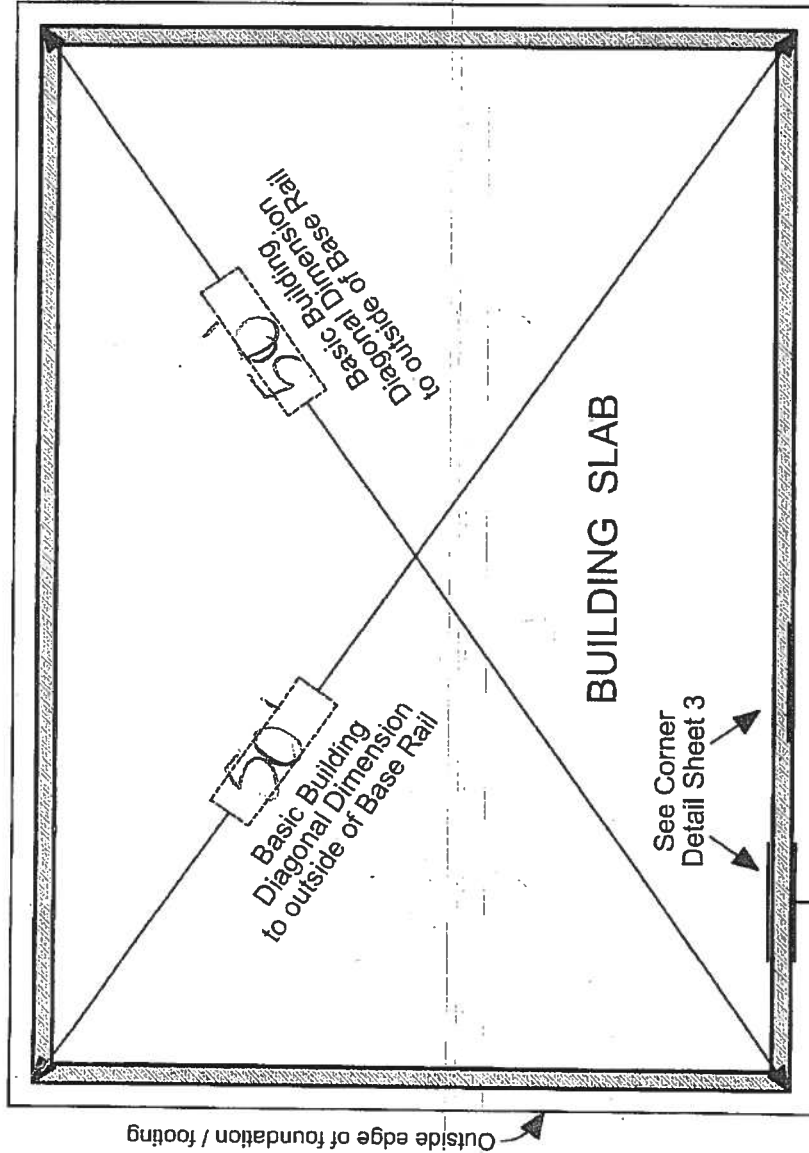 50'
Basic Building
Diagonal Dimension
to outside of Base Rail
50'
Basic Building
Diagonal Dimension
to outside of Base Rail
BUILDING SLAB
See Corner
Detail Sheet 3
Outside edge of foundation / footing